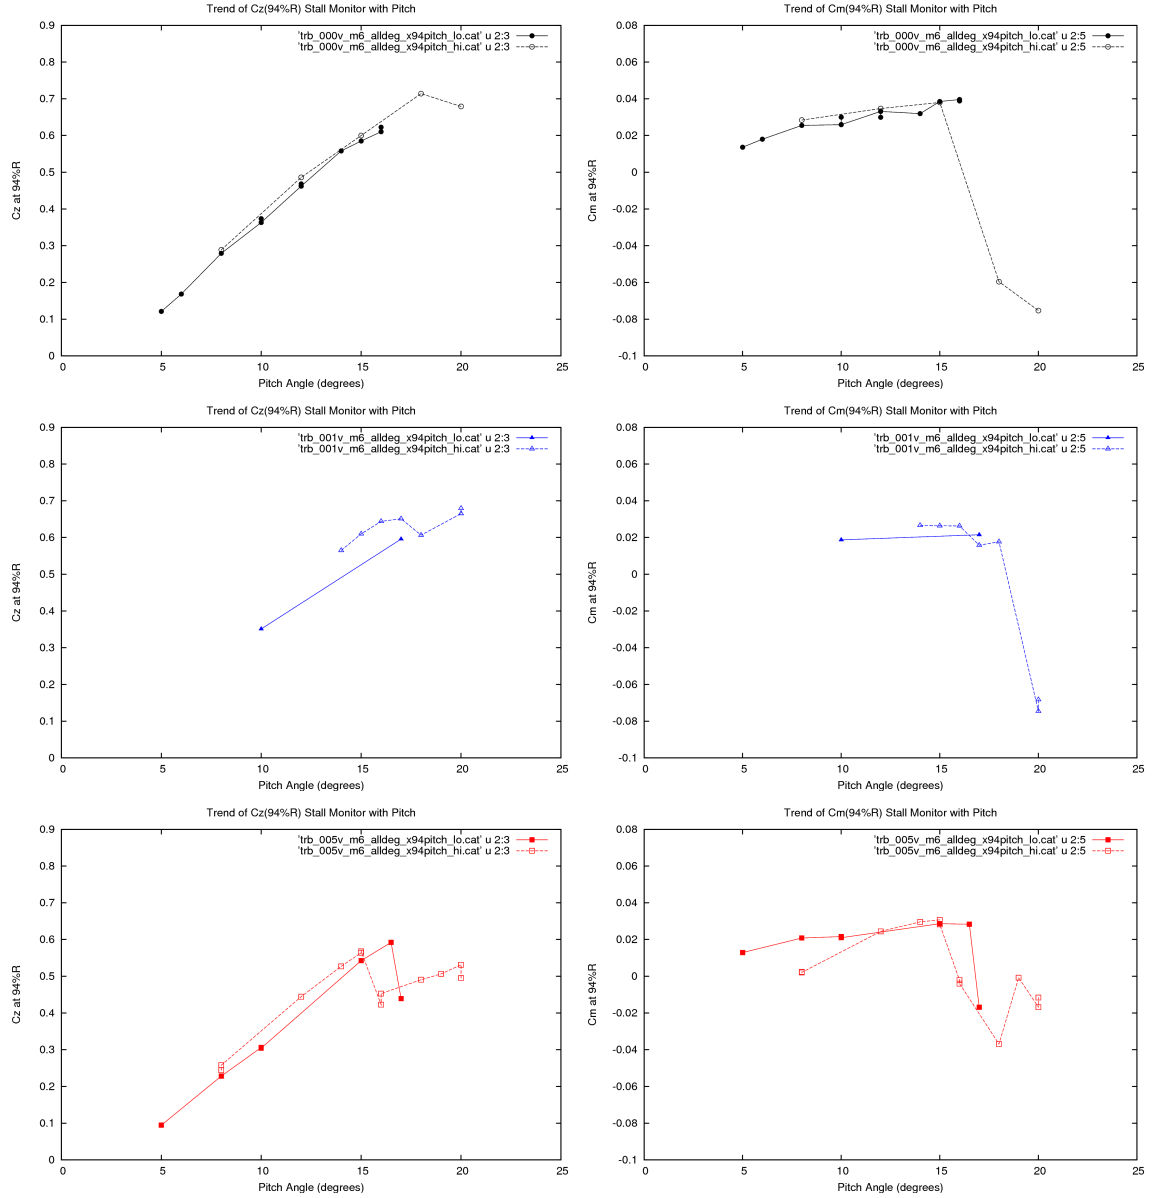 Trend of Cz(94%R) Stall Monitor with Pitch
0.9
0.8
0.7
0.6
0.5
0.4
0.3
0.2
0.1
0
Cz at 94%R
'trb_000v_m6_alldeg_x94pitch_lo.cat' u 2:3
'trb_000v_m6_alldeg_x94pitch_hi.cat' u 2:3
0 5 10 15 20 25
Pitch Angle (degrees)
Trend of Cm(94%R) Stall Monitor with Pitch
0.08
0.06
0.04
0.02
0
-0.02
-0.04
-0.06
-0.08
-0.1
Cm at 94%R
'trb_000v_m6_alldeg_x94pitch_lo.cat' u 2:5
'trb_000v_m6_alldeg_x94pitch_hi.cat' u 2:5
0 5 10 15 20 25
Pitch Angle (degrees)
Trend of Cz(94%R) Stall Monitor with Pitch
0.9
0.8
0.7
0.6
0.5
0.4
0.3
0.2
0.1
0
Cz at 94%R
'trb_001v_m6_alldeg_x94pitch_lo.cat' u 2:3
'trb_001v_m6_alldeg_x94pitch_hi.cat' u 2:3
0 5 10 15 20 25
Pitch Angle (degrees)
Trend of Cm(94%R) Stall Monitor with Pitch
0.08
0.06
0.04
0.02
0
-0.02
-0.04
-0.06
-0.08
-0.1
Cm at 94%R
'trb_001v_m6_alldeg_x94pitch_lo.cat' u 2:5
'trb_001v_m6_alldeg_x94pitch_hi.cat' u 2:5
0 5 10 15 20 25
Pitch Angle (degrees)
Trend of Cz(94%R) Stall Monitor with Pitch
0.9
0.8
0.7
0.6
0.5
0.4
0.3
0.2
0.1
0
Cz at 94%R
'trb_005v_m6_alldeg_x94pitch_lo.cat' u 2:3
'trb_005v_m6_alldeg_x94pitch_hi.cat' u 2:3
0 5 10 15 20 25
Pitch Angle (degrees)
Trend of Cm(94%R) Stall Monitor with Pitch
0.08
0.06
0.04
0.02
0
-0.02
-0.04
-0.06
-0.08
-0.1
Cm at 94%R
'trb_005v_m6_alldeg_x94pitch_lo.cat' u 2:5
'trb_005v_m6_alldeg_x94pitch_hi.cat' u 2:5
0 5 10 15 20 25
Pitch Angle (degrees)